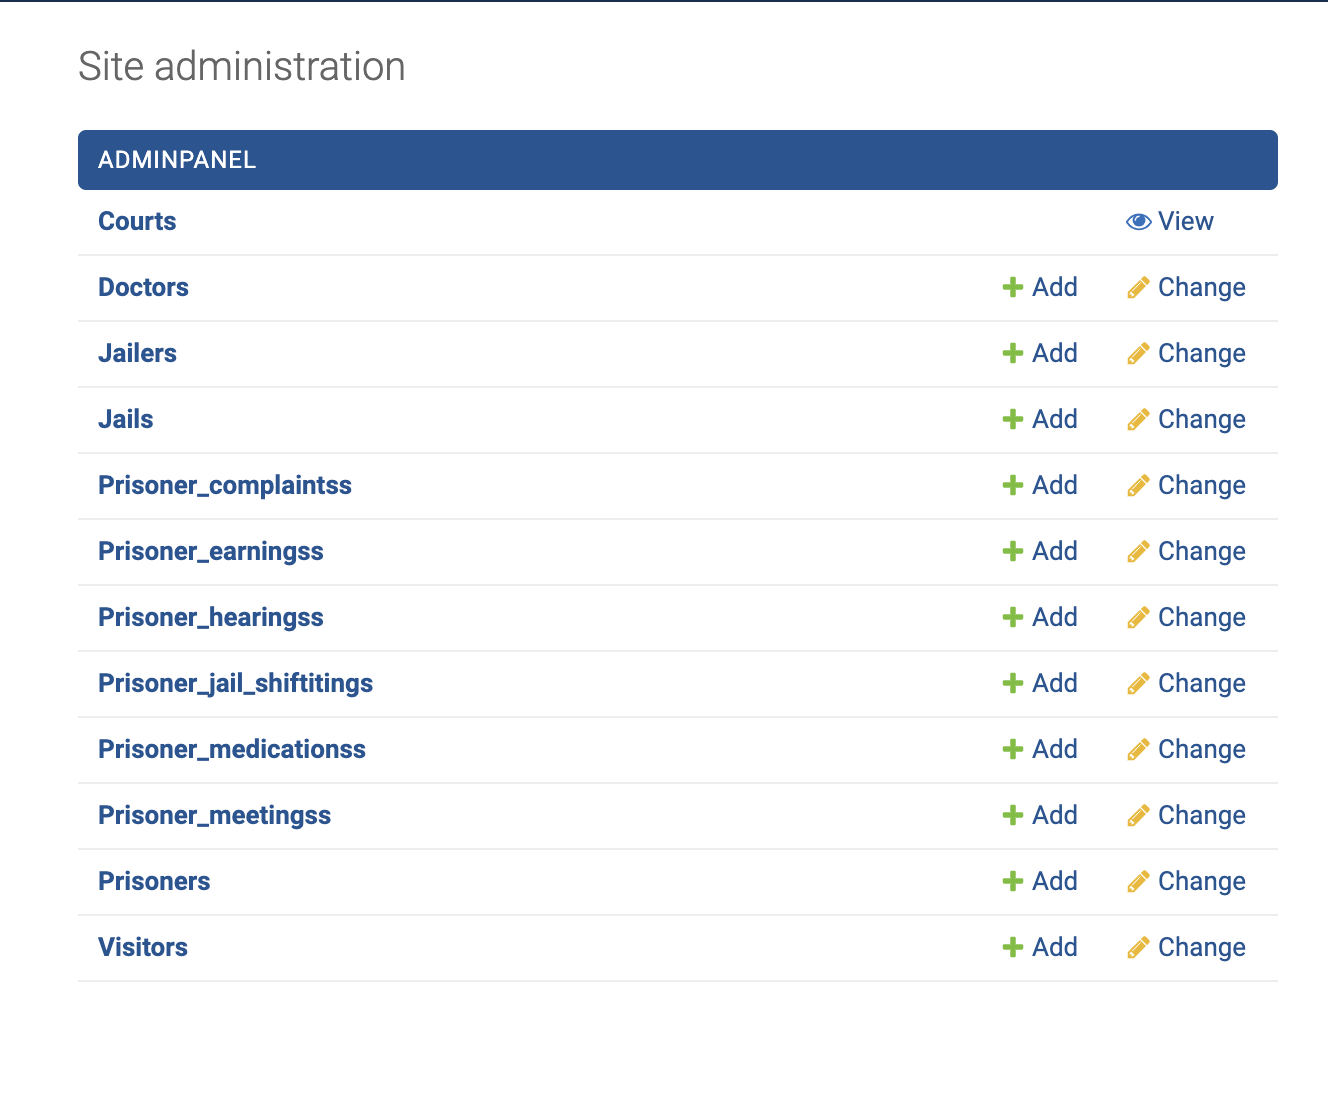 Site administration
ADMINPANEL
Courts View
Doctors Add Change
Jailers Add Change
Jails Add Change
Prisoner_complaintss Add Change
Prisoner_earningss Add Change
Prisoner_hearingss Add Change
Prisoner_jail_shiftitings Add Change
Prisoner_medicationss Add Change
Prisoner_meetingss Add Change
Prisoners Add Change
Visitors Add Change